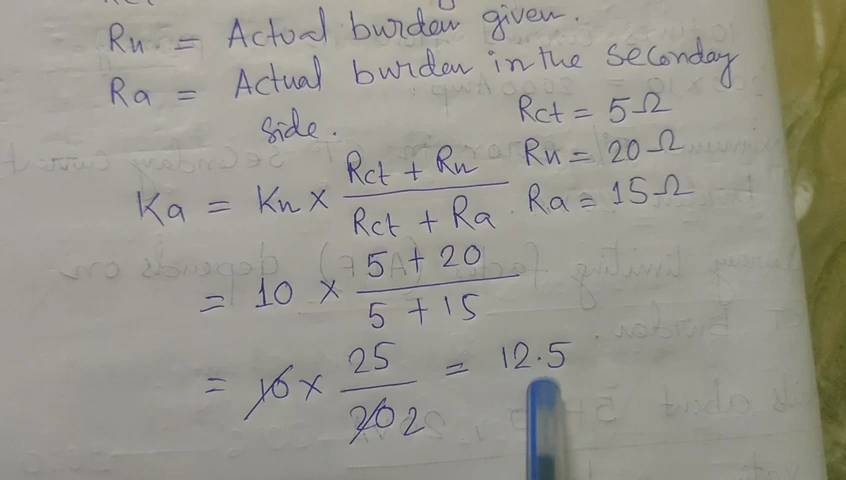 Rn = Actual burden given.
Ra = Actual burden in the seconday
side.
Rct = 5Ω
Rn = 20Ω
Ra = 15Ω
Ka = Kn × (Rct + Rn) / (Rct + Ra)
= 10 × (5 + 20) / (5 + 15)
= 10 × 25 / 20 2 = 12.5